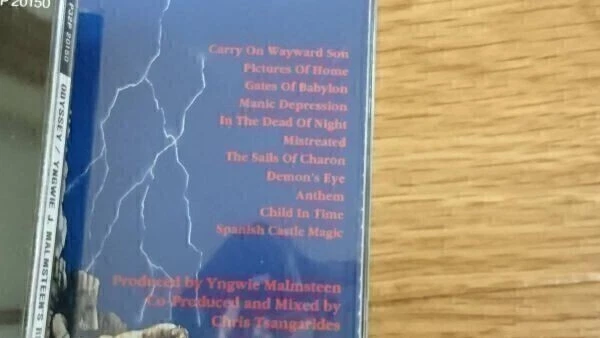 P 20150
P32P 20150
ODYSSEY / YNGWIE J. MALMSTEEN'S
Carry On Wayward Son
Pictures Of Home
Gates Of Babylon
Manic Depression
In The Dead Of Night
Mistreated
The Sails Of Charon
Demon's Eye
Anthem
Child In Time
Spanish Castle Magic
Produced by Yngwie Malmsteen
Co-Produced and Mixed by
Chris Tsangarides